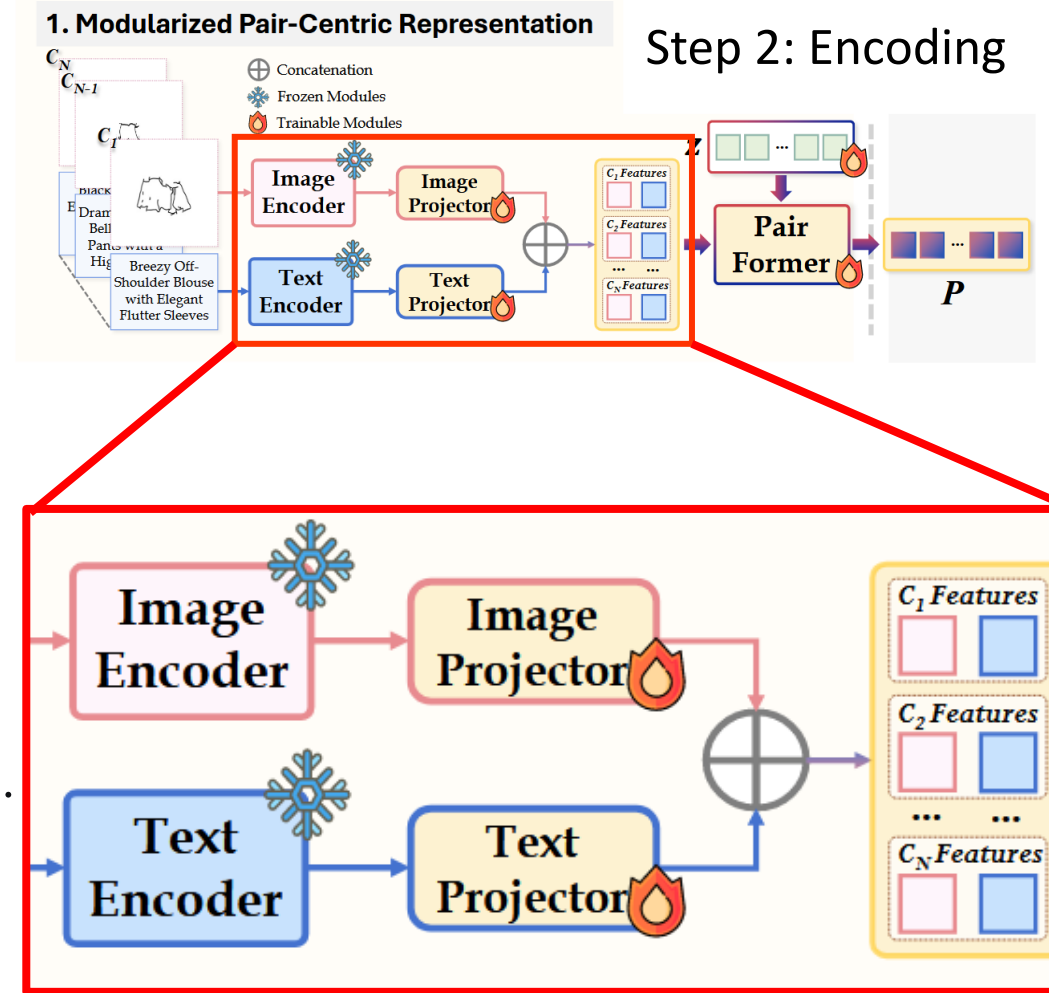 1. Modularized Pair-Centric Representation
Step 2: Encoding
C_N
C_N-1
C_1
Concatenation
Frozen Modules
Trainable Modules
Pants with a
Breezy Off-
Shoulder Blouse
with Elegant
Flutter Sleeves
Image
Encoder
Image
Projector
Text
Encoder
Text
Projector
C_1 Features
C_2 Features
... ...
C_N Features
z
...
Pair
Former
...
P
Image
Encoder
Image
Projector
Text
Encoder
Text
Projector
C_1 Features
C_2 Features
... ...
C_N Features
.